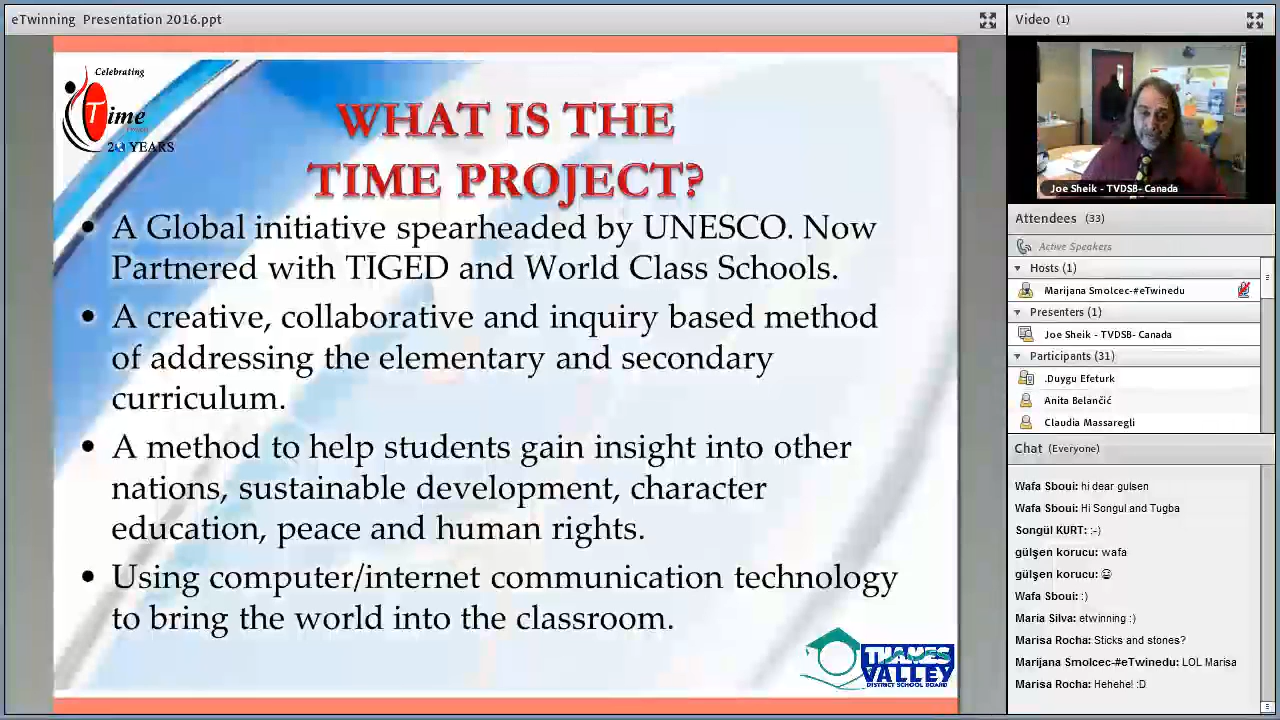 eTwinning Presentation 2016.ppt
Celebrating
Time
20 YEARS
WHAT IS THE
TIME PROJECT?
• A Global initiative spearheaded by UNESCO. Now
Partnered with TIGED and World Class Schools.
• A creative, collaborative and inquiry based method
of addressing the elementary and secondary
curriculum.
• A method to help students gain insight into other
nations, sustainable development, character
education, peace and human rights.
• Using computer/internet communication technology
to bring the world into the classroom.
THAMES
VALLEY
DISTRICT SCHOOL BOARD
Video (1)
Joe Sheik - TVDSB- Canada
Attendees (33)
Active Speakers
Hosts (1)
Marijana Smolcec-#eTwinedu
Presenters (1)
Joe Sheik - TVDSB- Canada
Participants (31)
.Duygu Efeturk
Anita Belančić
Claudia Massaregli
Chat (Everyone)
Wafa Sboui: hi dear gulsen
Wafa Sboui: Hi Songul and Tugba
Songül KURT: :-)
gülşen korucu: wafa
gülşen korucu: 😃
Wafa Sboui: :)
Maria Silva: etwinning :)
Marisa Rocha: Sticks and stones?
Marijana Smolcec-#eTwinedu: LOL Marisa
Marisa Rocha: Hehehe! :D